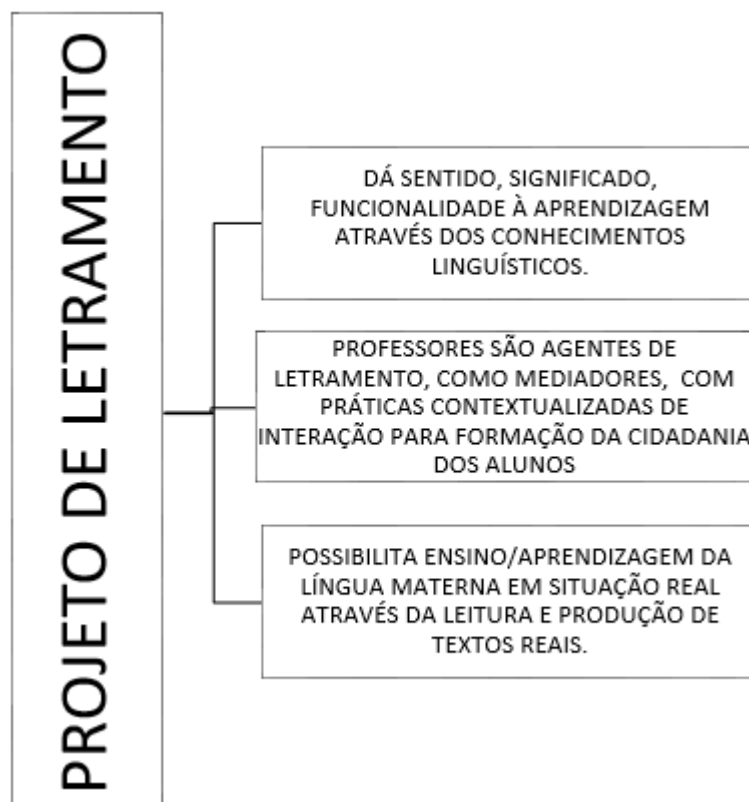 PROJETO DE LETRAMENTO
DÁ SENTIDO, SIGNIFICADO,
FUNCIONALIDADE À APRENDIZAGEM
ATRAVÉS DOS CONHECIMENTOS
LINGUÍSTICOS.
PROFESSORES SÃO AGENTES DE
LETRAMENTO, COMO MEDIADORES, COM
PRÁTICAS CONTEXTUALIZADAS DE
INTERAÇÃO PARA FORMAÇÃO DA CIDADANIA
DOS ALUNOS
POSSIBILITA ENSINO/APRENDIZAGEM DA
LÍNGUA MATERNA EM SITUAÇÃO REAL
ATRAVÉS DA LEITURA E PRODUÇÃO DE
TEXTOS REAIS.